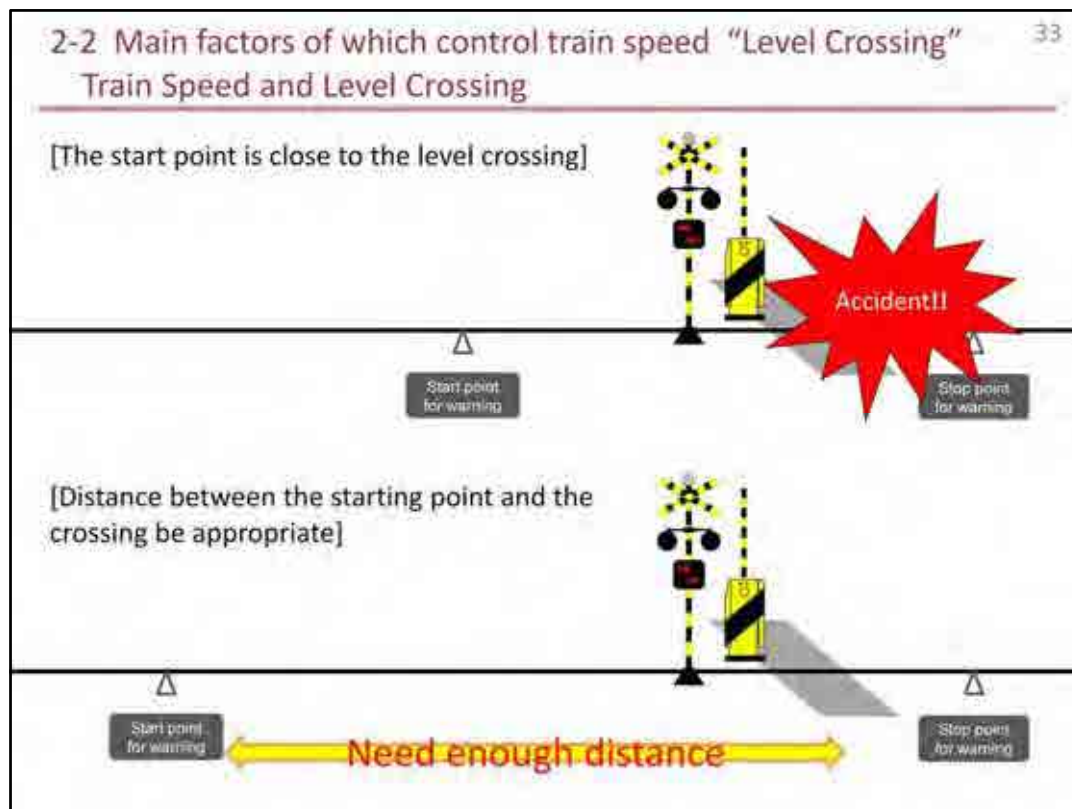 2-2 Main factors of which control train speed “Level Crossing”
33
Train Speed and Level Crossing
[The start point is close to the level crossing]
Accident!!
Start point
for warning
Stop point
for warning
[Distance between the starting point and the
crossing be appropriate]
Start point
for warning
Need enough distance
Stop point
for warning